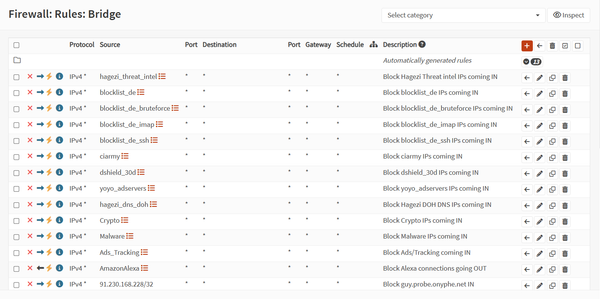 Firewall: Rules: Bridge
Select category
Inspect
Protocol Source Port Destination Port Gateway Schedule Description
Automatically generated rules
IPv4 * hagezi_threat_intel * * * * * Block Hagezi Threat intel IPs coming IN
IPv4 * blocklist_de * * * * * Block blocklist_de IPs coming IN
IPv4 * blocklist_de_bruteforce * * * * * Block blocklist_de_bruteforce IPs coming IN
IPv4 * blocklist_de_imap * * * * * Block blocklist_de_imap IPs coming IN
IPv4 * blocklist_de_ssh * * * * * Block blocklist_de_ssh IPs coming IN
IPv4 * ciarmy * * * * * Block ciarmy IPs coming IN
IPv4 * dshield_30d * * * * * Block dshield_30d IPs coming IN
IPv4 * yoyo_adservers * * * * * Block yoyo_adservers IPs coming IN
IPv4 * hagezi_dns_doh * * * * * Block Hagezi DOH DNS IPs coming IN
IPv4 * Crypto * * * * * Block Crypto IPs coming IN
IPv4 * Malware * * * * * Block Malware IPs coming IN
IPv4 * Ads_Tracking * * * * * Block Ads/Tracking coming IN
IPv4 * AmazonAlexa * * * * * Block Alexa connections going OUT
IPv4 * 91.230.168.228/32 * * * * * Block guy.probe.onyphe.net IN